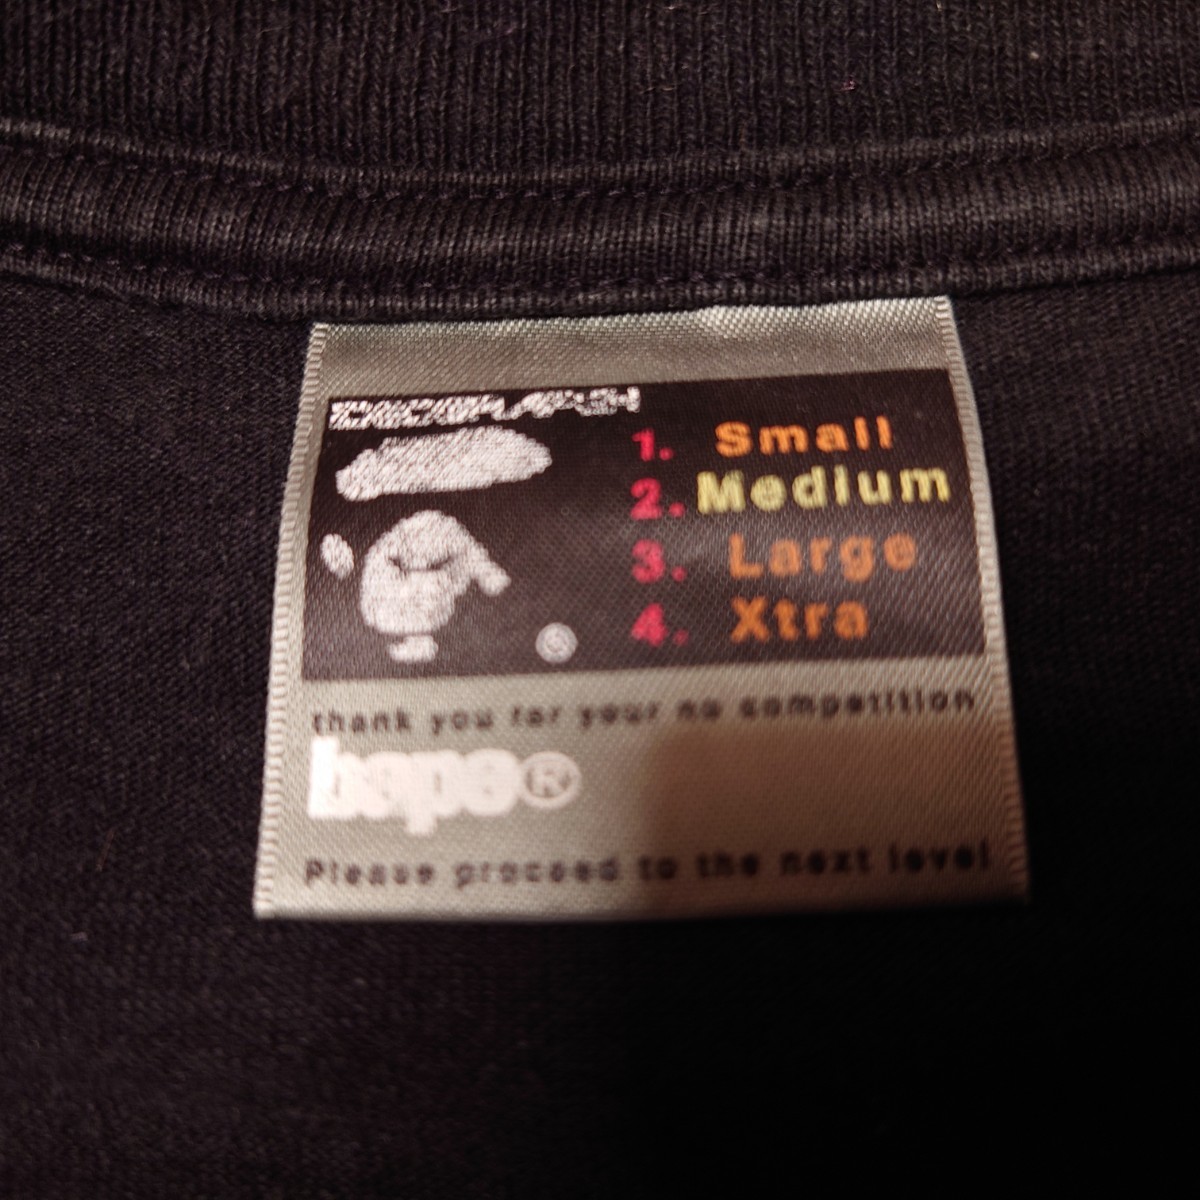 1. Small
2. Medium
3. Large
4. Xtra
thank you for your no competition
bepo®
Please proceed to the next level